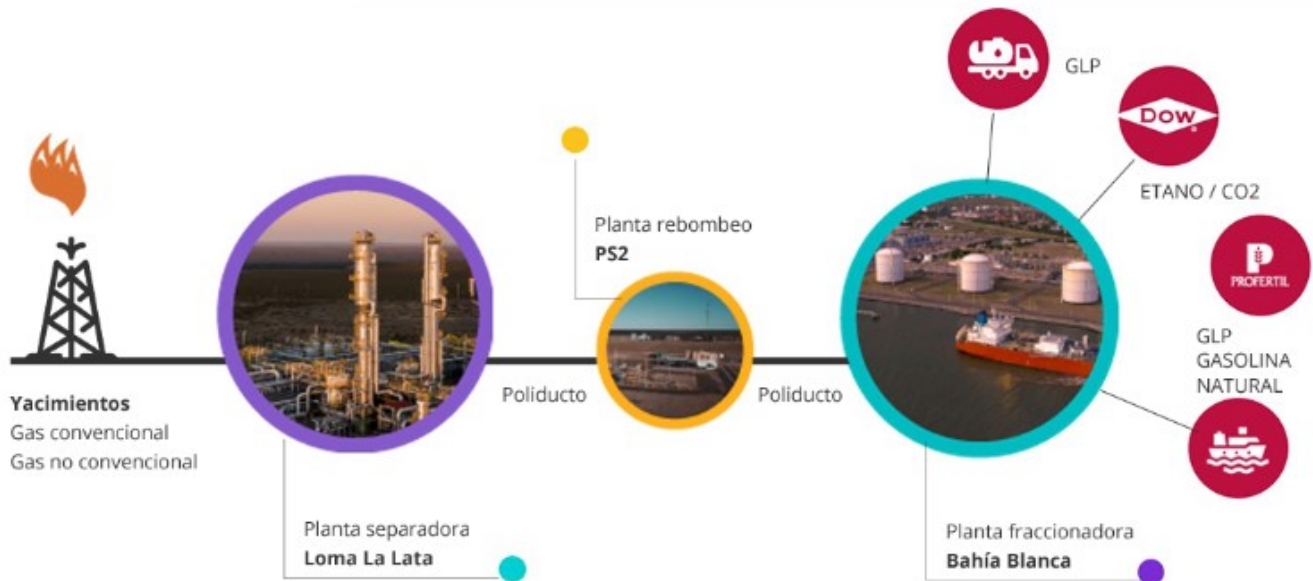 GLP
Dow
ETANO / CO2
Planta rebombeo
PS2
P
PROFERTIL
GLP
GASOLINA
NATURAL
Poliducto
Poliducto
Yacimientos
Gas convencional
Gas no convencional
Planta separadora
Loma La Lata
Planta fraccionadora
Bahía Blanca